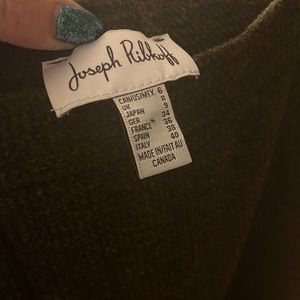 Joseph Ribkoff
CAN/US/MEX 6
UK 8
JAPAN 9
GER 34
FRANCE 36
SPAIN 38
ITALY 40
MADE IN/FAIT AU
CANADA